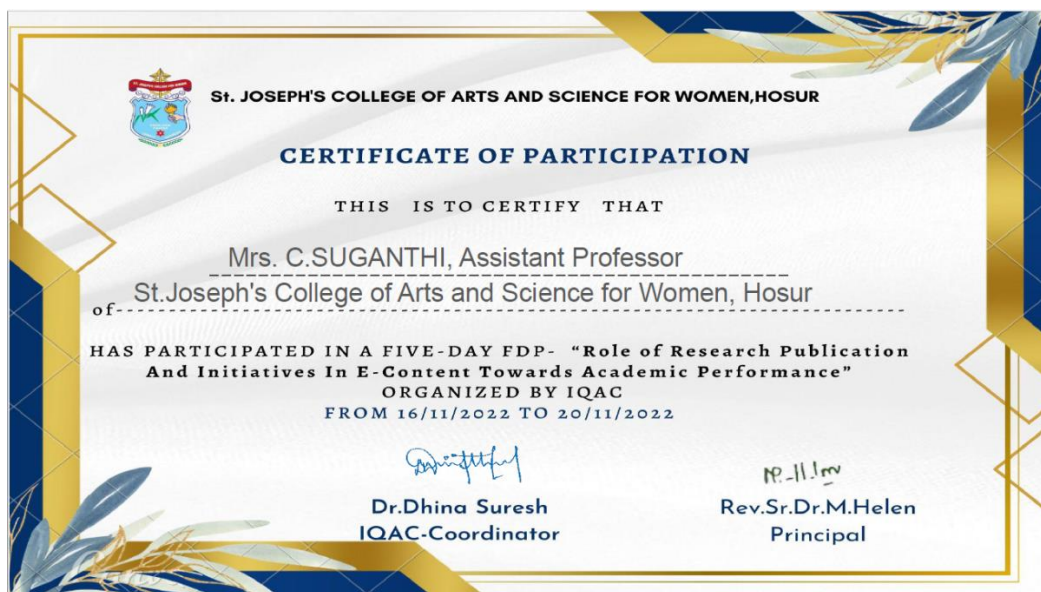 St. JOSEPH'S COLLEGE OF ARTS AND SCIENCE FOR WOMEN,HOSUR
CERTIFICATE OF PARTICIPATION
THIS IS TO CERTIFY THAT
Mrs. C.SUGANTHI, Assistant Professor
of St.Joseph's College of Arts and Science for Women, Hosur
HAS PARTICIPATED IN A FIVE-DAY FDP- “Role of Research Publication
And Initiatives In E-Content Towards Academic Performance”
ORGANIZED BY IQAC
FROM 16/11/2022 TO 20/11/2022
Dr.Dhina Suresh
IQAC-Coordinator
Rev.Sr.Dr.M.Helen
Principal